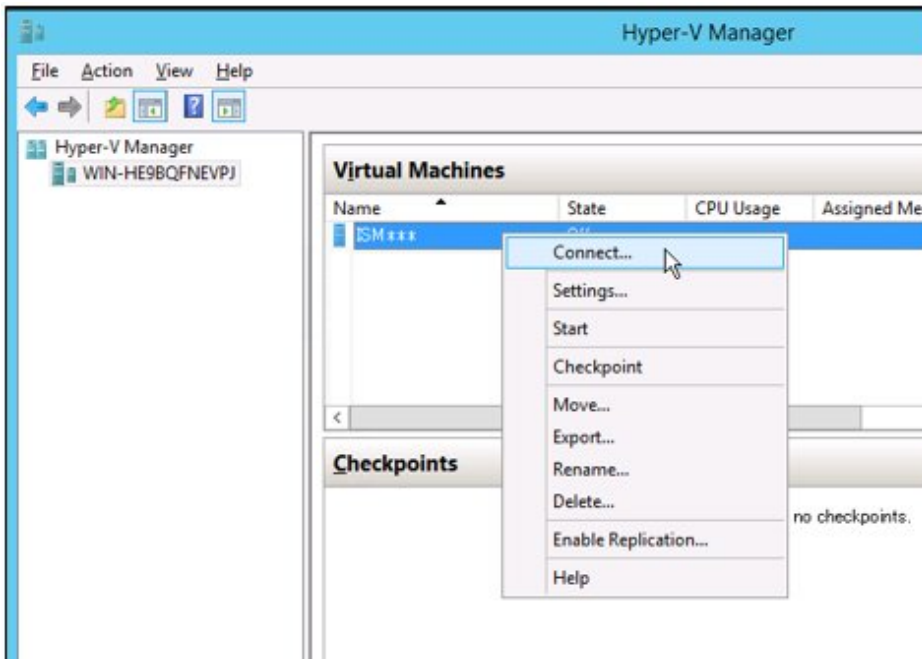 Hyper-V Manager
File Action View Help
Hyper-V Manager
WIN-HE9BQFNEVPJ
Virtual Machines
Name State CPU Usage Assigned Me
ISM*** Off
Connect...
Settings...
Start
Checkpoint
Move...
Export...
Rename...
Delete...
Enable Replication...
Help
Checkpoints
no checkpoints.